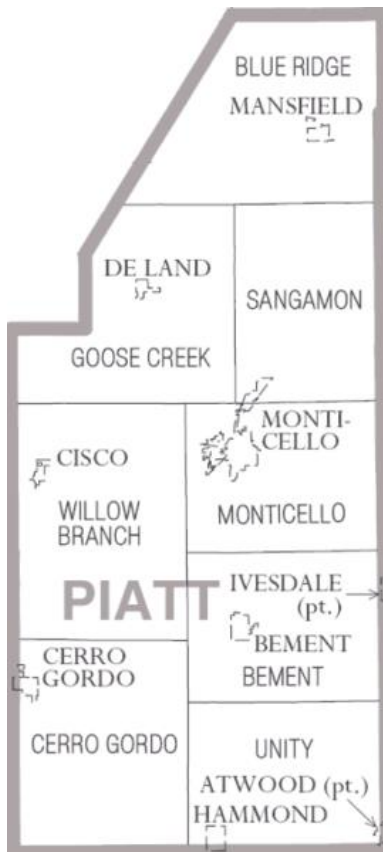 BLUE RIDGE
MANSFIELD
DE LAND
SANGAMON
GOOSE CREEK
MONTI-
CELLO
CISCO
WILLOW
BRANCH
MONTICELLO
PIATT
IVESDALE
(pt.)
BEMENT
BEMENT
CERRO
GORDO
CERRO GORDO
UNITY
ATWOOD (pt.)
HAMMOND